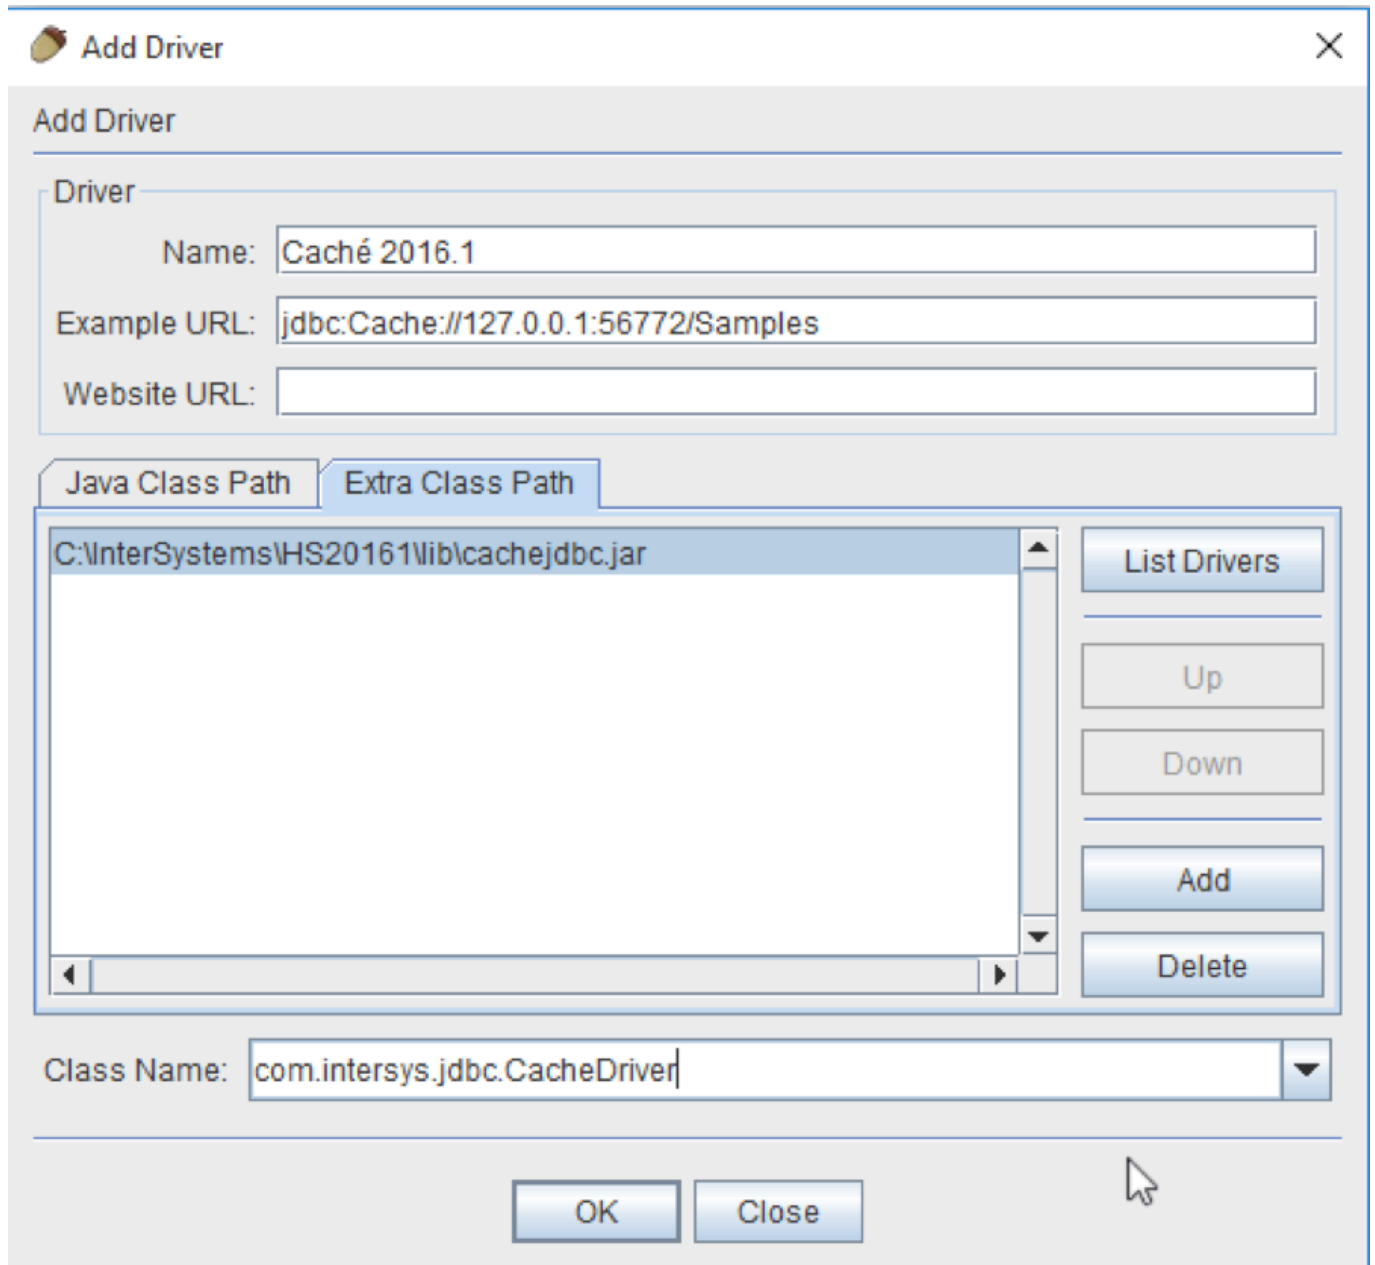 Add Driver
Add Driver
Driver
Name: Caché 2016.1
Example URL: jdbc:Cache://127.0.0.1:56772/Samples
Website URL:
Java Class Path Extra Class Path
C:\InterSystems\HS20161\lib\cachejdbc.jar
List Drivers
Up
Down
Add
Delete
Class Name: com.intersys.jdbc.CacheDriver
OK Close